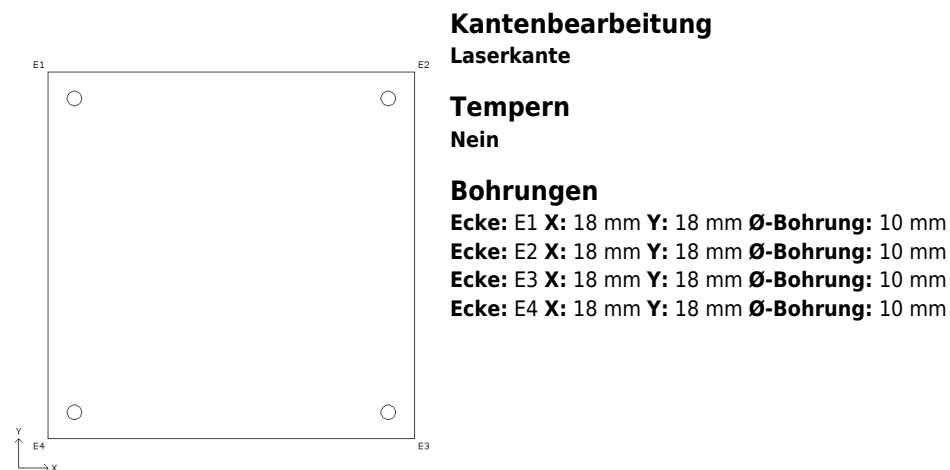 Kantenbearbeitung
Laserkante
Tempern
Nein
Bohrungen
Ecke: E1 X: 18 mm Y: 18 mm Ø-Bohrung: 10 mm
Ecke: E2 X: 18 mm Y: 18 mm Ø-Bohrung: 10 mm
Ecke: E3 X: 18 mm Y: 18 mm Ø-Bohrung: 10 mm
Ecke: E4 X: 18 mm Y: 18 mm Ø-Bohrung: 10 mm
E1
E2
E4
E3
Y
X